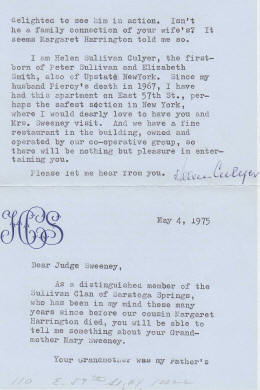 delighted to see him in action. Isn't
he a family connection of your wife's? It
seems Margaret Harrington told me so.
I am Helen Sullivan Culyer, the first-
born of Peter Sullivan and Elizabeth
Smith, also of Upstate NewYork. Since my
husband Piercy's death in 1967, I have
had this apartment on East 57th St., per-
haps the safest section in New York,
where I would dearly love to have you and
Mrs. Sweeney visit. And we have a fine
restaurant in the building, owned and
operated by our co-operative group, so
there will be nothing but pleasure in enter-
taining you.
Please let me hear from you. Helen Culyer
HCS
May 4, 1975
Dear Judge Sweeney,
As a distinguished member of the
Sullivan Clan of Saratoga Springs,
who has been in my mind these many
years since before our cousin Margaret
Harrington died, you will be able to
tell me something about your Grand-
mother Mary Sweeney.
Your Grandmother was my Father's
110 E. 57th St, NY 10022